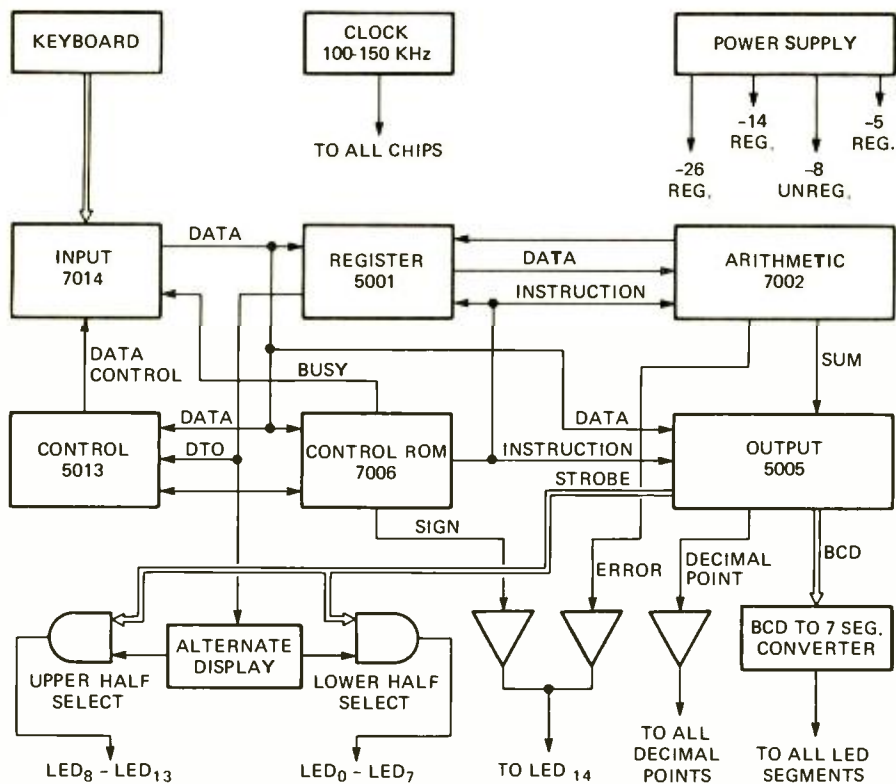 KEYBOARD
CLOCK
100-150 KHz
POWER SUPPLY
TO ALL CHIPS
-26
REG.
-14
REG.
-8
UNREG.
-5
REG.
INPUT
7014
DATA
REGISTER
5001
DATA
INSTRUCTION
ARITHMETIC
7002
DATA
CONTROL
BUSY
SUM
CONTROL
5013
DATA
DTO
CONTROL ROM
7006
DATA
INSTRUCTION
STROBE
OUTPUT
5005
SIGN
ERROR
DECIMAL
POINT
BCD
UPPER HALF
SELECT
ALTERNATE
DISPLAY
LOWER HALF
SELECT
BCD TO 7 SEG.
CONVERTER
LED8 – LED13
LED0 – LED7
TO LED 14
TO ALL
DECIMAL
POINTS
TO ALL LED
SEGMENTS